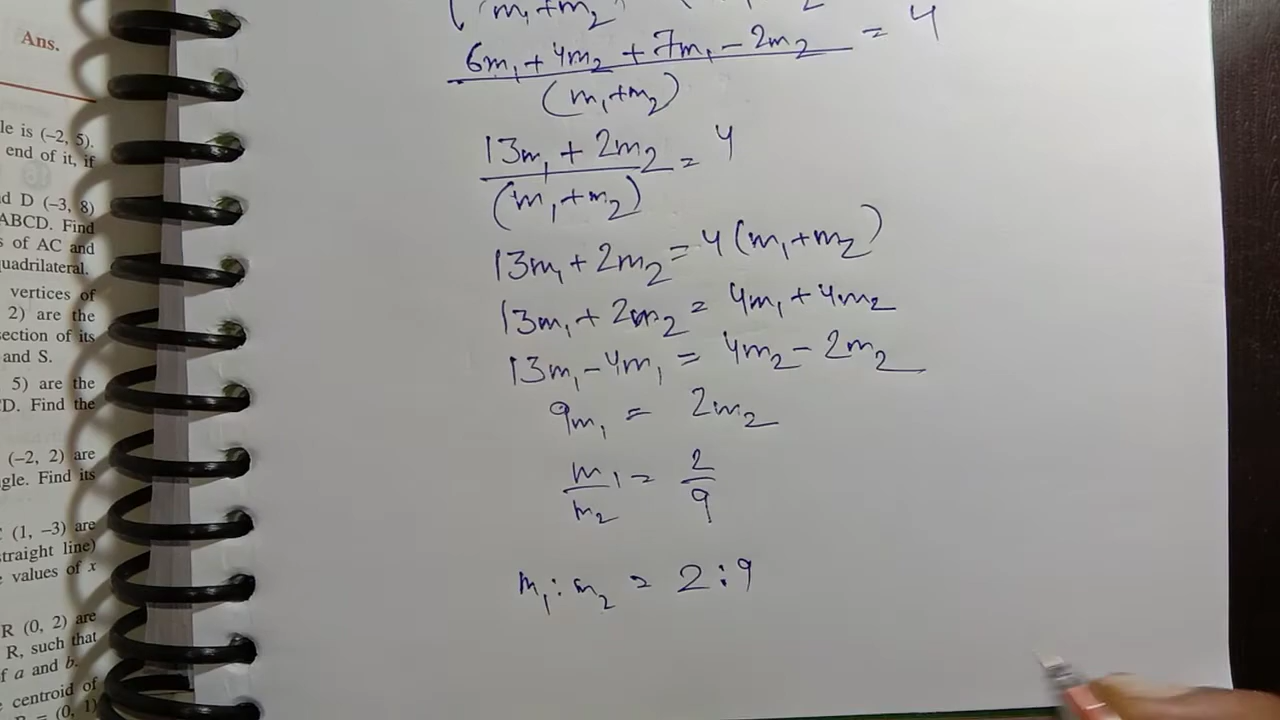 Ans.
le is (–2, 5).
end of it, if
d D (–3, 8)
ABCD. Find
s of AC and
uadrilateral.
vertices of
2) are the
section of its
and S.
5) are the
D. Find the
(–2, 2) are
gle. Find its
(1, –3) are
straight line)
values of x
R (0, 2) are
R, such that
f a and b.
centroid of
= (0, 1)
m₁+m₂
6m₁ + 4m₂ + 7m₁ - 2m₂ = 4
(m₁+m₂)
13m₁ + 2m₂ = 4
(m₁+m₂)
13m₁ + 2m₂ = 4(m₁+m₂)
13m₁ + 2m₂ = 4m₁ + 4m₂
13m₁ - 4m₁ = 4m₂ - 2m₂
9m₁ = 2m₂
m₁ = 2
m₂ 9
m₁ : m₂ = 2 : 9